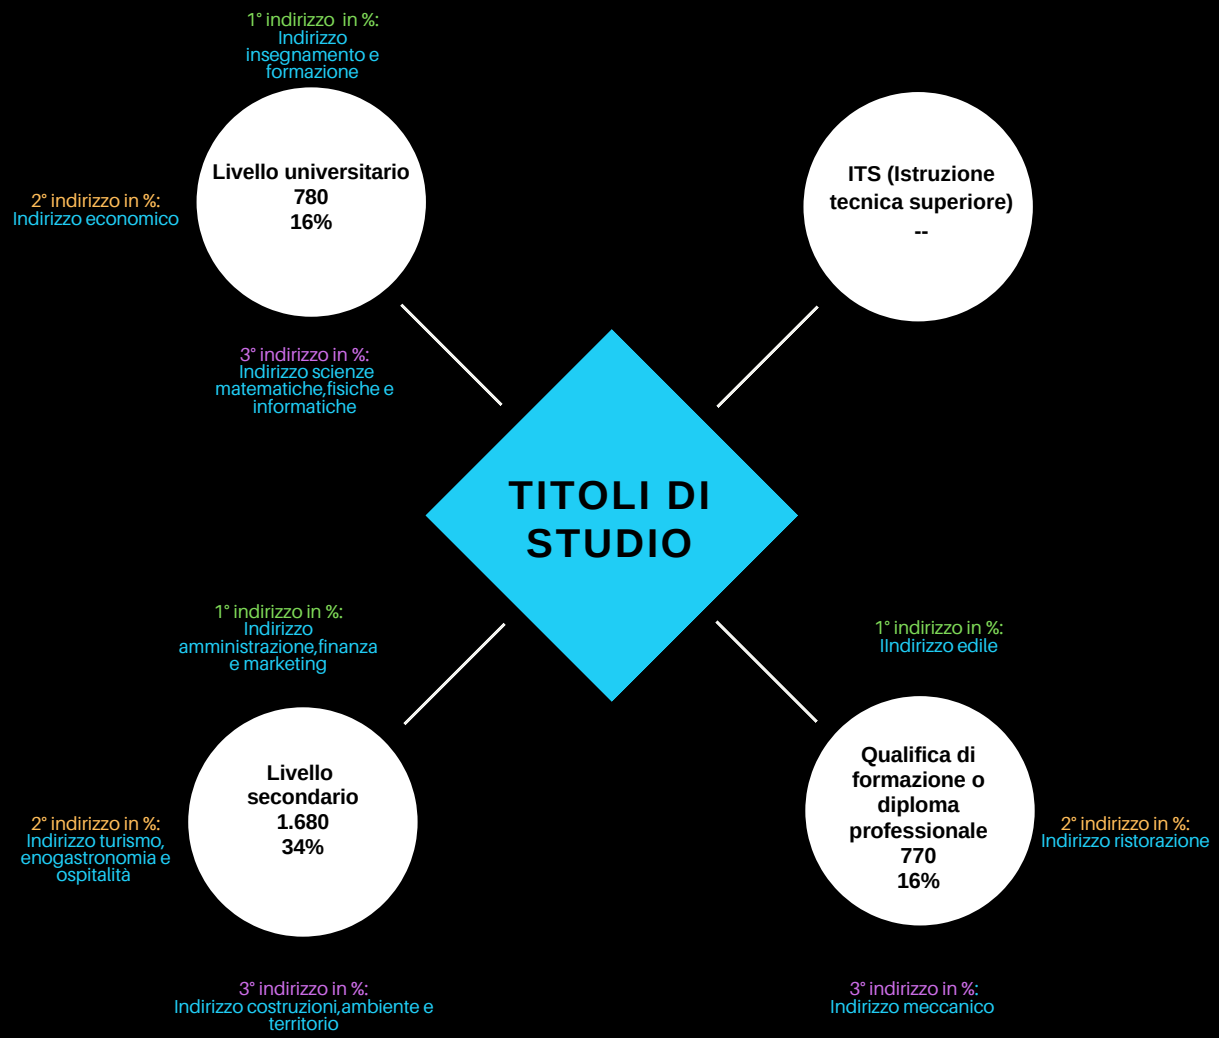 1° indirizzo  in %:
Indirizzo
insegnamento e
formazione
Livello universitario
780
16%
2° indirizzo in %:
Indirizzo economico
3° indirizzo in %:
Indirizzo scienze
matematiche,fisiche e
informatiche
ITS (Istruzione
tecnica superiore)
--
TITOLI DI
STUDIO
1° indirizzo in %:
Indirizzo
amministrazione,finanza
e marketing
Livello
secondario
1.680
34%
2° indirizzo in %:
Indirizzo turismo,
enogastronomia e
ospitalità
3° indirizzo in %:
Indirizzo costruzioni,ambiente e
territorio
1° indirizzo in %:
IIndirizzo edile
Qualifica di
formazione o
diploma
professionale
770
16%
2° indirizzo in %:
Indirizzo ristorazione
3° indirizzo in %:
Indirizzo meccanico